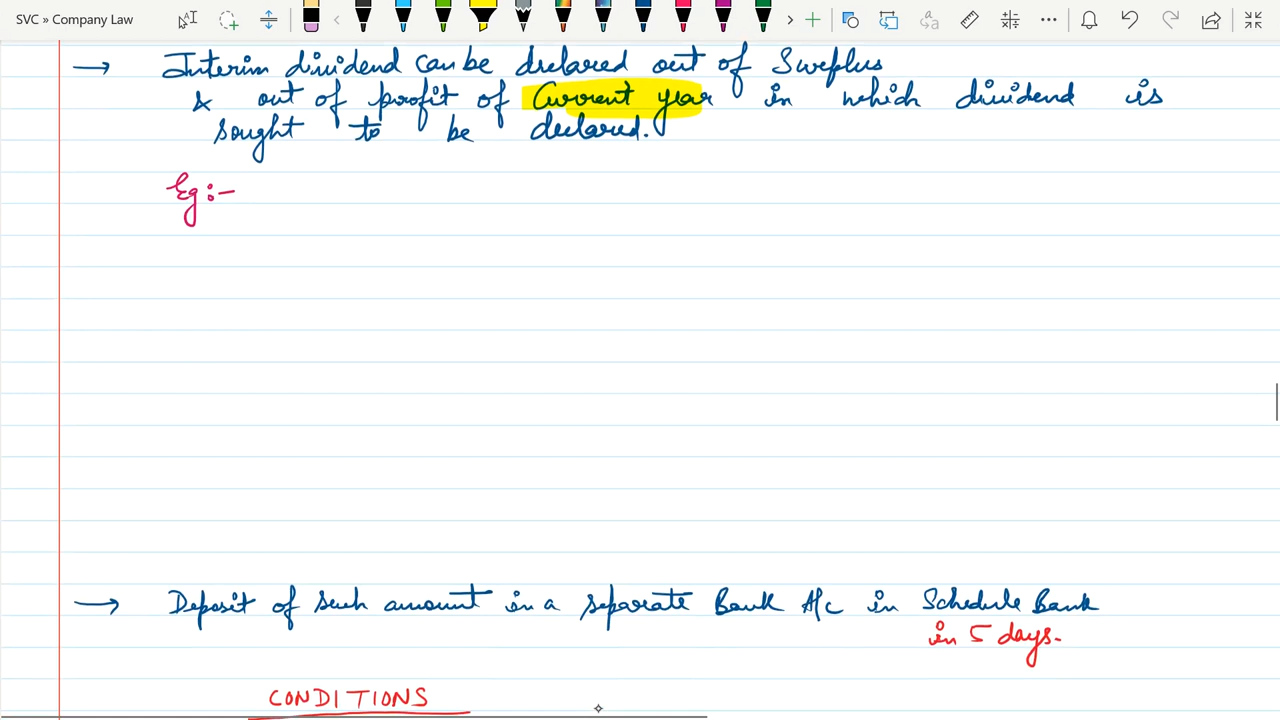 SVC » Company Law
→ Interim dividend can be declared out of Surplus
& out of profit of Current year in which dividend is
sought to be declared.
Eg:-
→ Deposit of such amount in a separate Bank A/c in Schedule Bank
in 5 days.
CONDITIONS